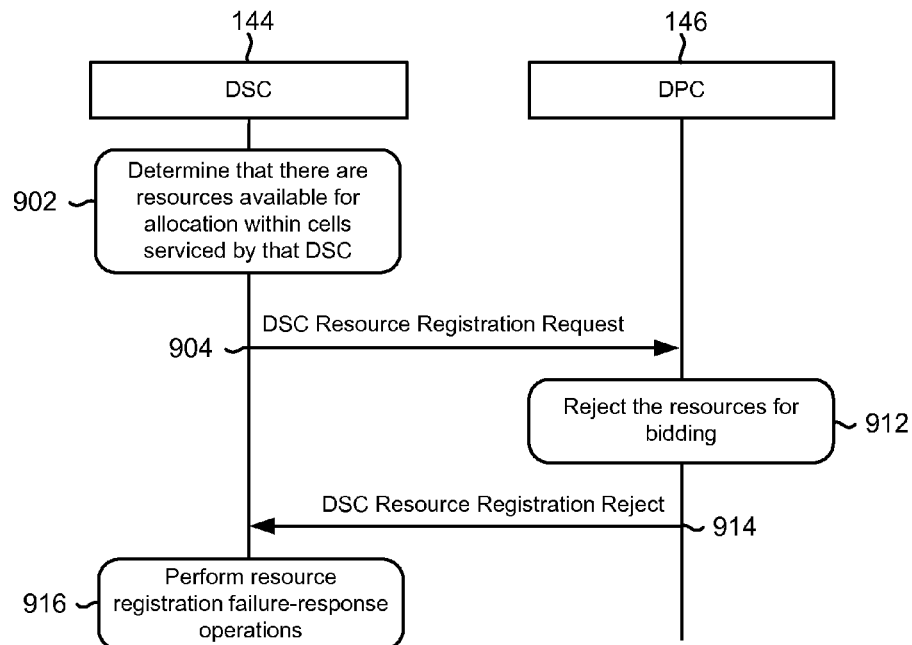 144
146
DSC
DPC
Determine that there are
resources available for
allocation within cells
serviced by that DSC
902
DSC Resource Registration Request
904
Reject the resources for
bidding
912
DSC Resource Registration Reject
914
Perform resource
registration failure-response
operations
916